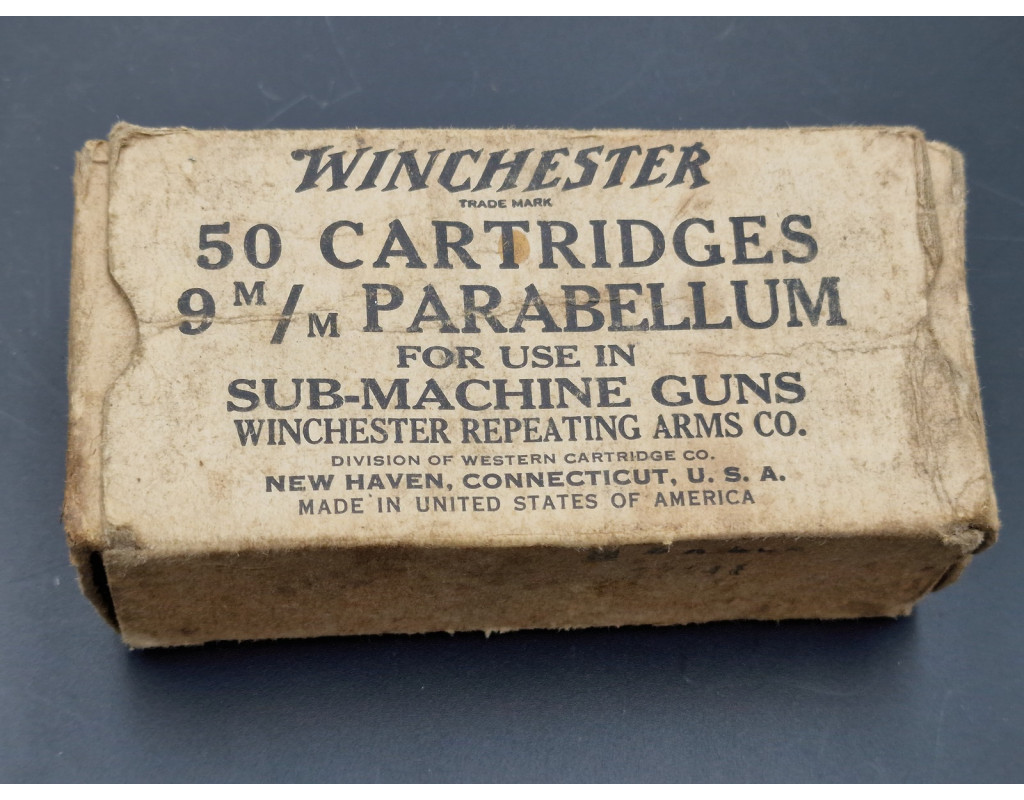 WINCHESTER
TRADE MARK
50 CARTRIDGES
9 M/M PARABELLUM
FOR USE IN
SUB-MACHINE GUNS
WINCHESTER REPEATING ARMS CO.
DIVISION OF WESTERN CARTRIDGE CO.
NEW HAVEN, CONNECTICUT, U. S. A.
MADE IN UNITED STATES OF AMERICA